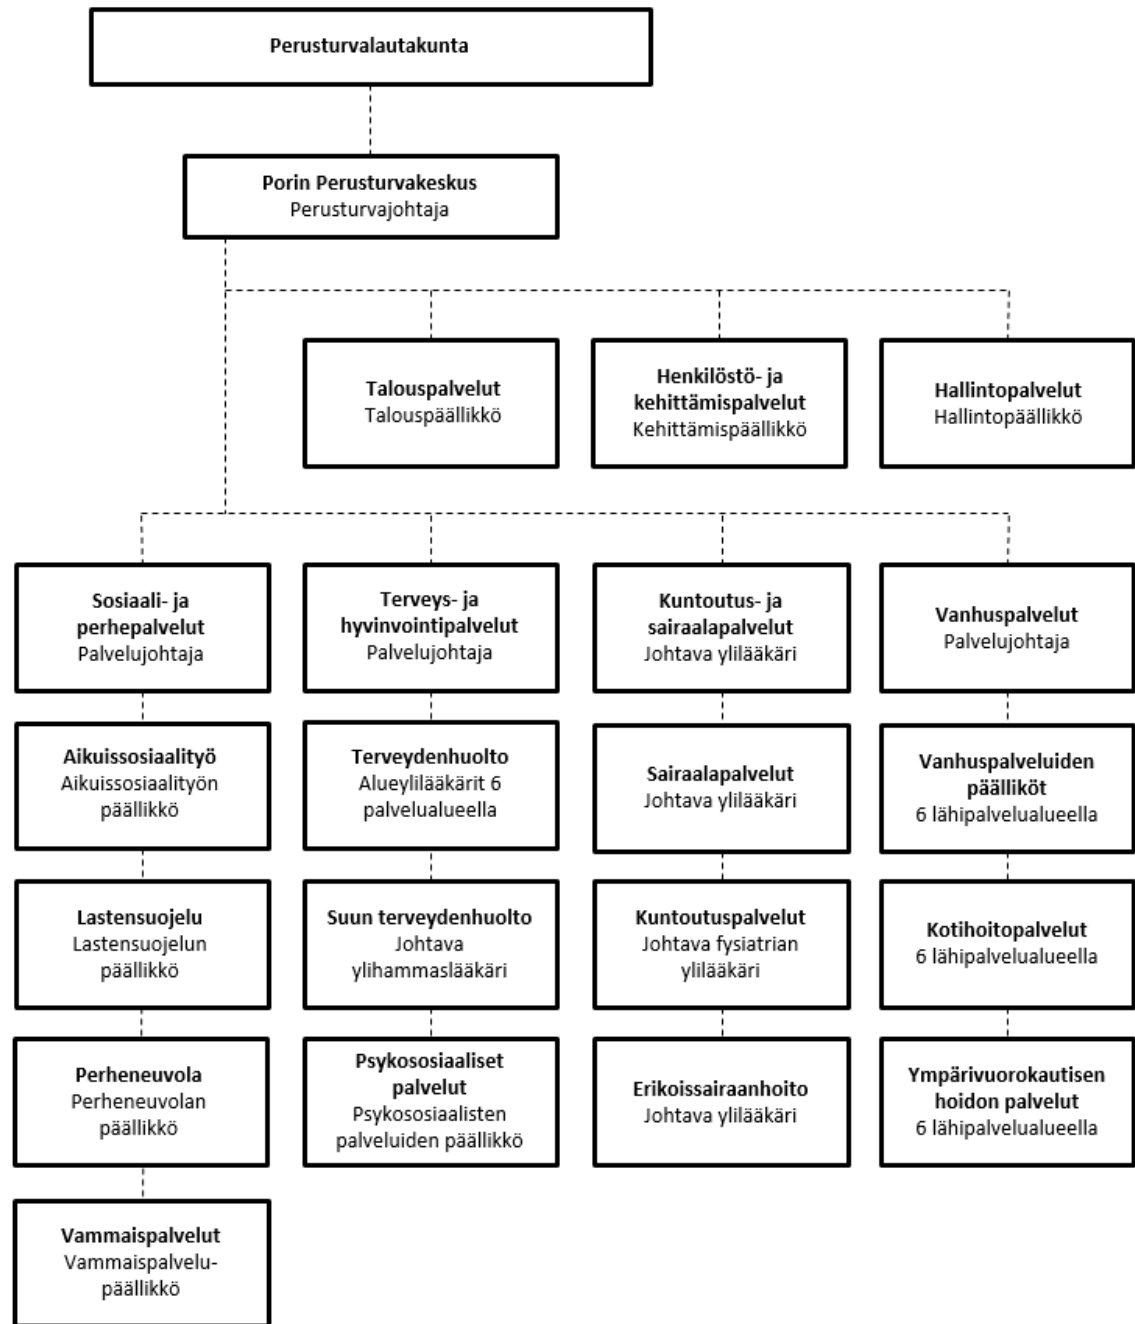 Perusturvalautakunta
Porin Perusturvakeskus
Perusturvajohtaja
Talouspalvelut
Talouspäällikkö
Henkilöstö- ja
kehittämispalvelut
Kehittämispäällikkö
Hallintopalvelut
Hallintopäällikkö
Sosiaali- ja
perhepalvelut
Palvelujohtaja
Terveys- ja
hyvinvointipalvelut
Palvelujohtaja
Kuntoutus- ja
sairaalapalvelut
Johtava ylilääkäri
Vanhuspalvelut
Palvelujohtaja
Aikuissosiaalityö
Aikuissosiaalityön
päällikkö
Terveydenhuolto
Alueylilääkärit 6
palvelualueella
Sairaalapalvelut
Johtava ylilääkäri
Vanhuspalveluiden
päälliköt
6 lähipalvelualueella
Lastensuojelu
Lastensuojelun
päällikkö
Suun terveydenhuolto
Johtava
ylihammaslääkäri
Kuntoutuspalvelut
Johtava fysiatrian
ylilääkäri
Kotihoitopalvelut
6 lähipalvelualueella
Perheneuvola
Perheneuvolan
päällikkö
Psykososiaaliset
palvelut
Psykososiaalisten
palveluiden päällikkö
Erikoissairaanhoito
Johtava ylilääkäri
Ympärivuorokautisen
hoidon palvelut
6 lähipalvelualueella
Vammaispalvelut
Vammaispalvelu-
päällikkö